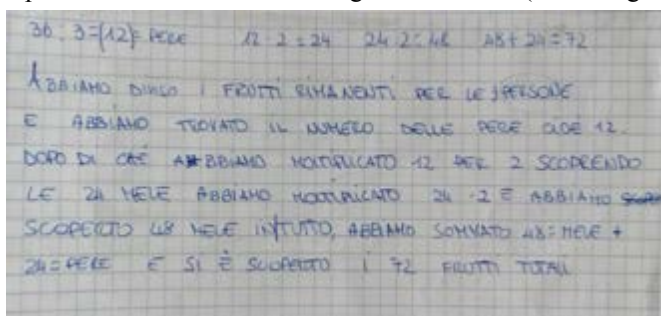 36 : 3=(12)= PERE 12 · 2 = 24 24 · 2 = 48 48 + 24 = 72
ABBIAMO DIVISO I FRUTTI RIMANENTI PER LE 3 PERSONE
E ABBIAMO TROVATO IL NUMERO DELLE PERE CIOÈ 12.
DOPO DI CHÈ ABBIAMO MOLTIPLICATO 12 PER 2 SCOPRENDO
LE 24 MELE ABBIAMO MOLTIPLICATO 24 · 2 E ABBIAMO
SCOPERTO 48 MELE IN TUTTO, ABBIAMO SOMMATO 48 = MELE +
24 = PERE E SI È SCOPERTO I 72 FRUTTI TOTALI